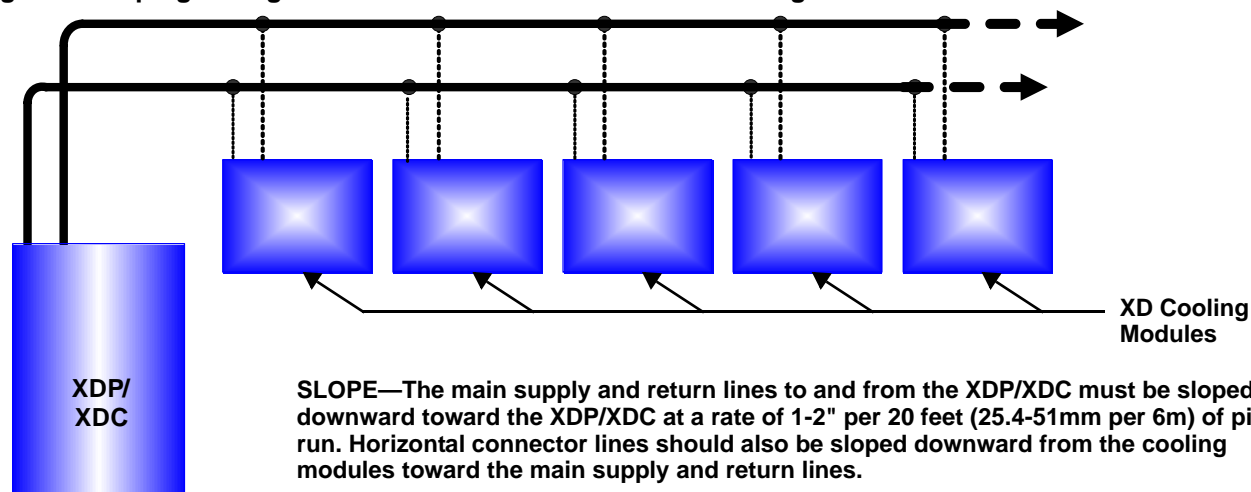 XD Cooling
Modules
XDP/
XDC
SLOPE—The main supply and return lines to and from the XDP/XDC must be sloped
downward toward the XDP/XDC at a rate of 1-2" per 20 feet (25.4-51mm per 6m) of
run. Horizontal connector lines should also be sloped downward from the cooling
modules toward the main supply and return lines.